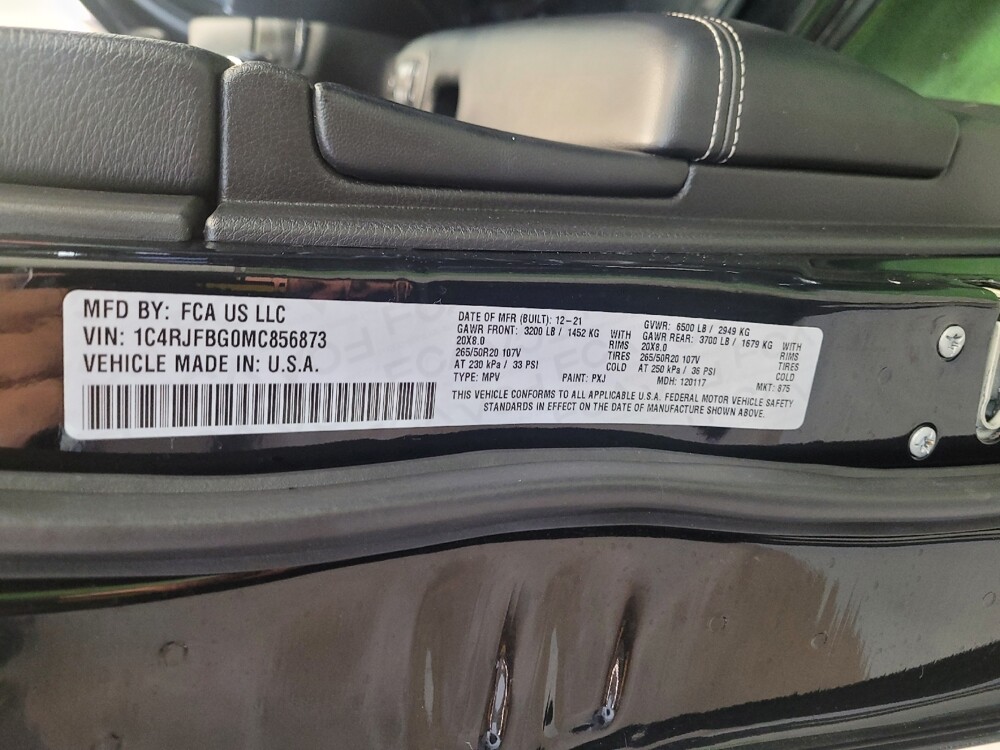 MFD BY: FCA US LLC
VIN: 1C4RJFBG0MC856873
VEHICLE MADE IN: U.S.A.
DATE OF MFR (BUILT): 12-21
GAWR FRONT: 3200 LB / 1452 KG WITH
20X8.0 RIMS
265/50R20 107V TIRES
AT 230 kPa / 33 PSI COLD
TYPE: MPV PAINT: PXJ
GVWR: 6500 LB / 2949 KG
GAWR REAR: 3700 LB / 1679 KG WITH
20X8.0 RIMS
265/50R20 107V TIRES
AT 250 kPa / 36 PSI COLD
MDH: 120117 MKT: 875
THIS VEHICLE CONFORMS TO ALL APPLICABLE U.S.A. FEDERAL MOTOR VEHICLE SAFETY
STANDARDS IN EFFECT ON THE DATE OF MANUFACTURE SHOWN ABOVE.